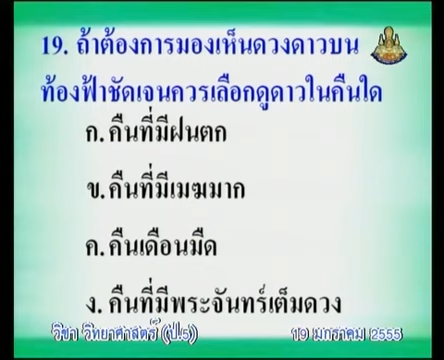 19. ถ้าต้องการมองเห็นดวงดาวบน
ท้องฟ้าชัดเจนควรเลือกดูดาวในคืนใด
ก. คืนที่มีฝนตก
ข. คืนที่มีเมฆมาก
ค. คืนเดือนมืด
ง. คืนที่มีพระจันทร์เต็มดวง
วิชา วิทยาศาสตร์ (ป.5) 19 มกราคม 2555